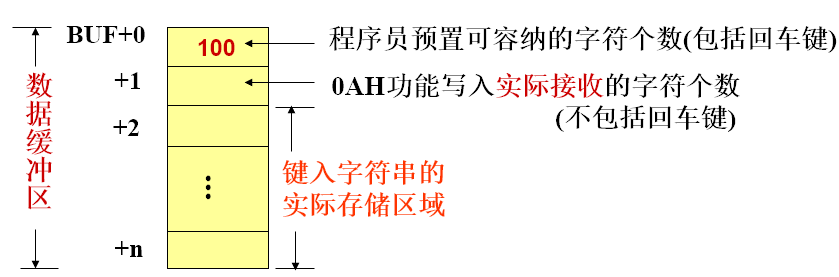 BUF+0
100
程序员预置可容纳的字符个数(包括回车键)
+1
0AH功能写入实际接收的字符个数
(不包括回车键)
+2
数据缓冲区
键入字符串的
实际存储区域
+n